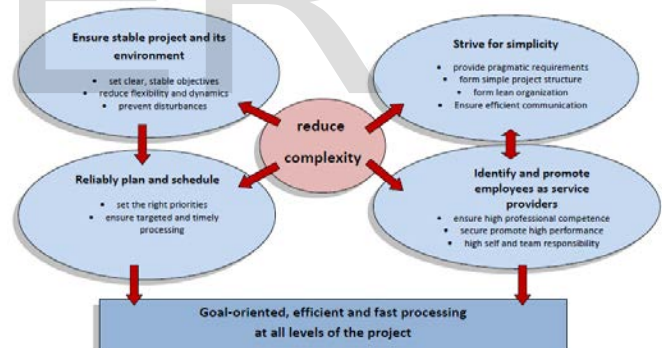 Ensure stable project and its
environment
• set clear, stable objectives
• reduce flexibility and dynamics
• prevent disturbances
Strive for simplicity
• provide pragmatic requirements
• form simple project structure
• form lean organization
• Ensure efficient communication
reduce
complexity
Reliably plan and schedule
• set the right priorities
• ensure targeted and timely
processing
Identify and promote
employees as service
providers
• ensure high professional competence
• secure promote high performance
• high self and team responsibility
Goal-oriented, efficient and fast processing
at all levels of the project